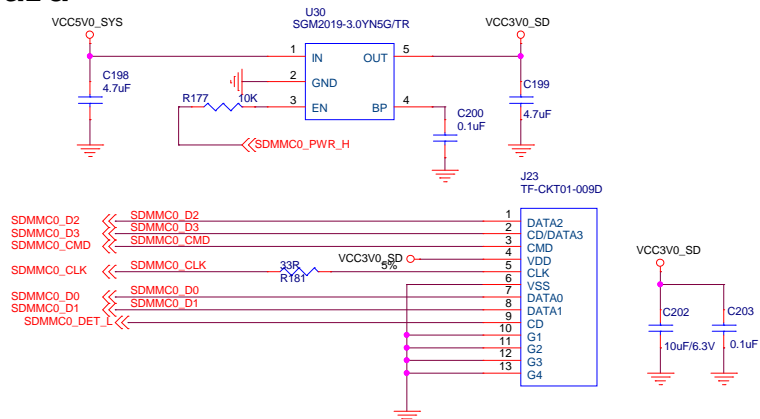 U30
SGM2019-3.0YN5G/TR
VCC5V0_SYS
VCC3V0_SD
1 IN OUT 5
2 GND
3 EN BP 4
C198
4.7uF
R177 10K
C199
4.7uF
C200
0.1uF
SDMMC0_PWR_H
J23
TF-CKT01-009D
SDMMC0_D2 SDMMC0_D2 1 DATA2
SDMMC0_D3 SDMMC0_D3 2 CD/DATA3
SDMMC0_CMD SDMMC0_CMD 3 CMD
VCC3V0_SD 4 VDD
SDMMC0_CLK SDMMC0_CLK 33R 5% 5 CLK
R181
6 VSS
SDMMC0_D0 SDMMC0_D0 7 DATA0
SDMMC0_D1 SDMMC0_D1 8 DATA1
SDMMC0_DET_L 9 CD
10 G1
11 G2
12 G3
13 G4
VCC3V0_SD
C202
10uF/6.3V
C203
0.1uF